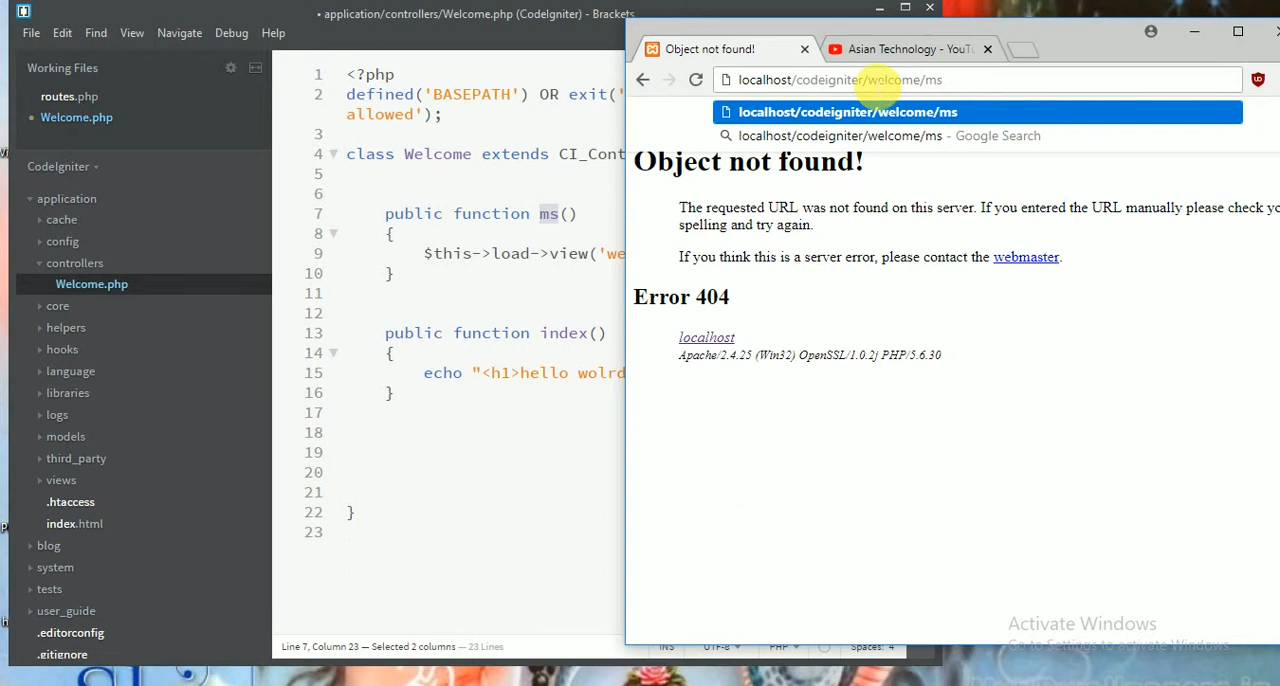 • application/controllers/Welcome.php (CodeIgniter) - Brackets
File Edit Find View Navigate Debug Help
Working Files
routes.php
• Welcome.php
CodeIgniter
application
cache
config
controllers
Welcome.php
core
helpers
hooks
language
libraries
logs
models
third_party
views
.htaccess
index.html
blog
system
tests
user_guide
.editorconfig
.gitignore
1 <?php
2 defined('BASEPATH') OR exit('
allowed');
3
4 class Welcome extends CI_Cont
5
6
7 public function ms()
8 {
9 $this->load->view('we
10 }
11
12
13 public function index()
14 {
15 echo "<h1>hello wolrd
16 }
17
18
19
20
21
22 }
23
Line 7, Column 23 — Selected 2 columns — 23 Lines
INS UTF-8 PHP Spaces: 4
Object not found!
Asian Technology - YouTu
localhost/codeigniter/welcome/ms
localhost/codeigniter/welcome/ms
localhost/codeigniter/welcome/ms - Google Search
Object not found!
The requested URL was not found on this server. If you entered the URL manually please check yo
spelling and try again.
If you think this is a server error, please contact the webmaster.
Error 404
localhost
Apache/2.4.25 (Win32) OpenSSL/1.0.2j PHP/5.6.30
Activate Windows
Go to Settings to activate Windows.